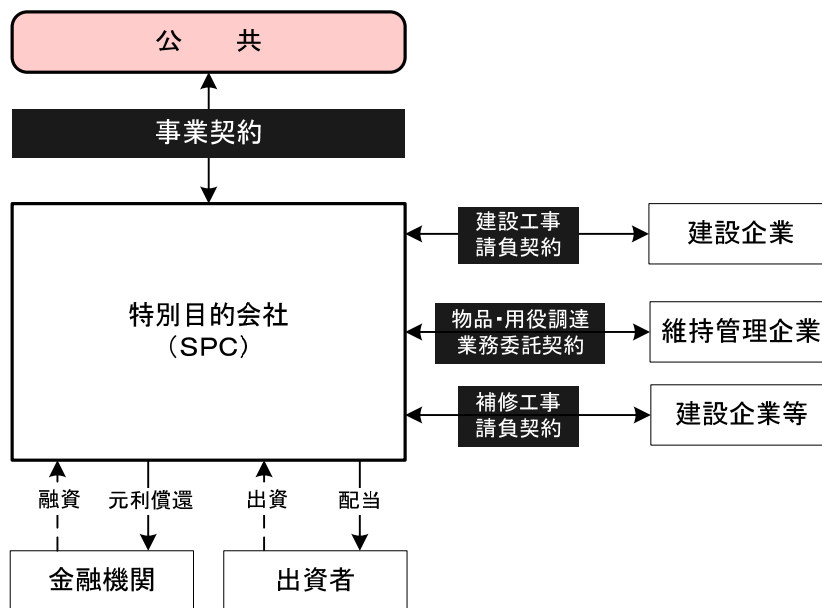 公　共
事業契約
特別目的会社
（SPC）
建設工事
請負契約
建設企業
物品・用役調達
業務委託契約
維持管理企業
補修工事
請負契約
建設企業等
融資
元利償還
出資
配当
金融機関
出資者